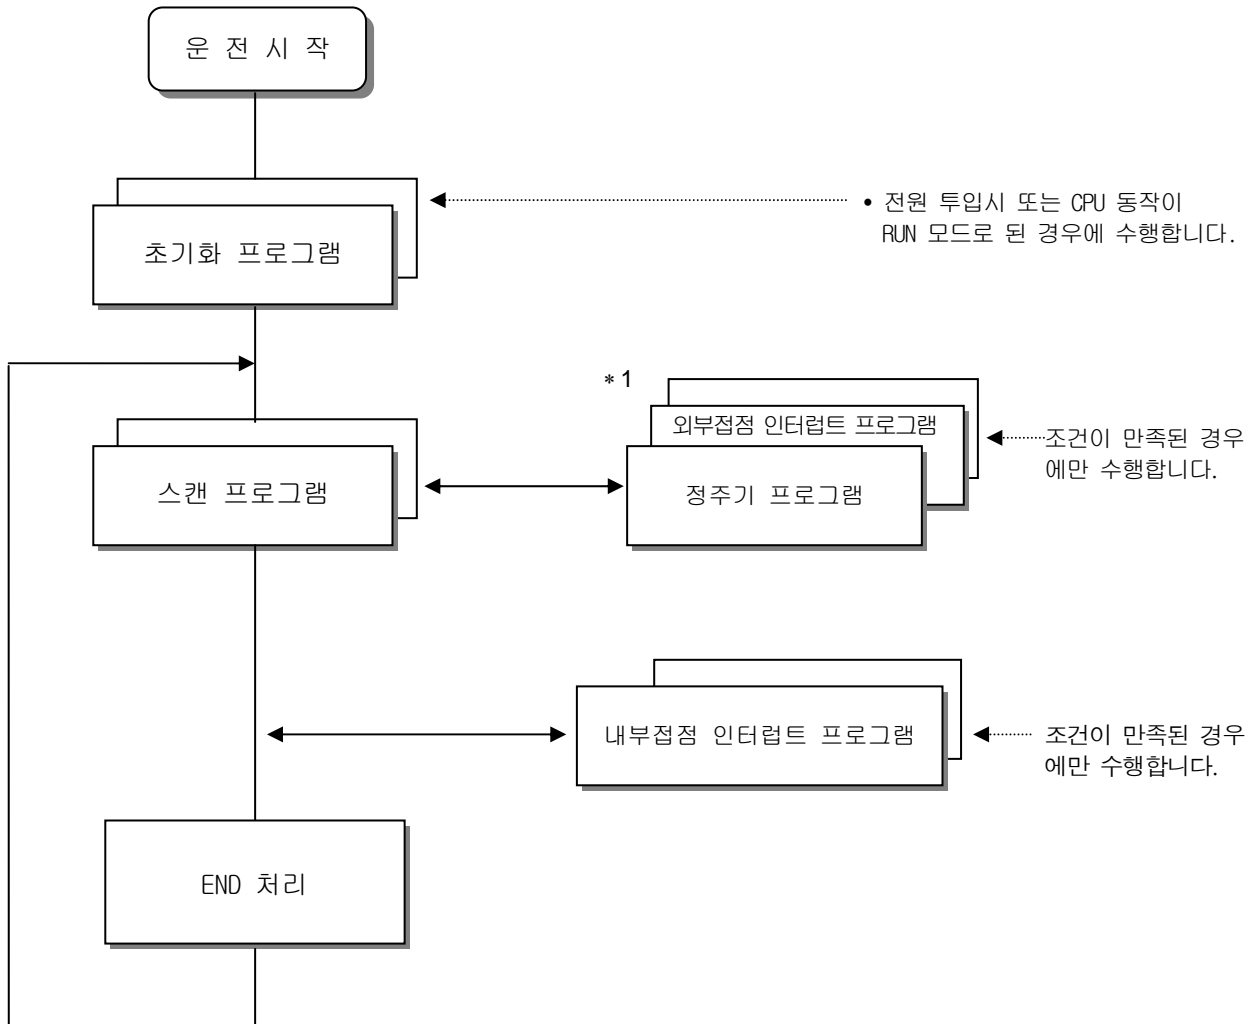 운 전 시 작
• 전원 투입시 또는 CPU 동작이
RUN 모드로 된 경우에 수행합니다.
초기화 프로그램
*1
외부접점 인터럽트 프로그램
조건이 만족된 경우
에만 수행합니다.
스캔 프로그램
정주기 프로그램
내부접점 인터럽트 프로그램
조건이 만족된 경우
에만 수행합니다.
END 처리